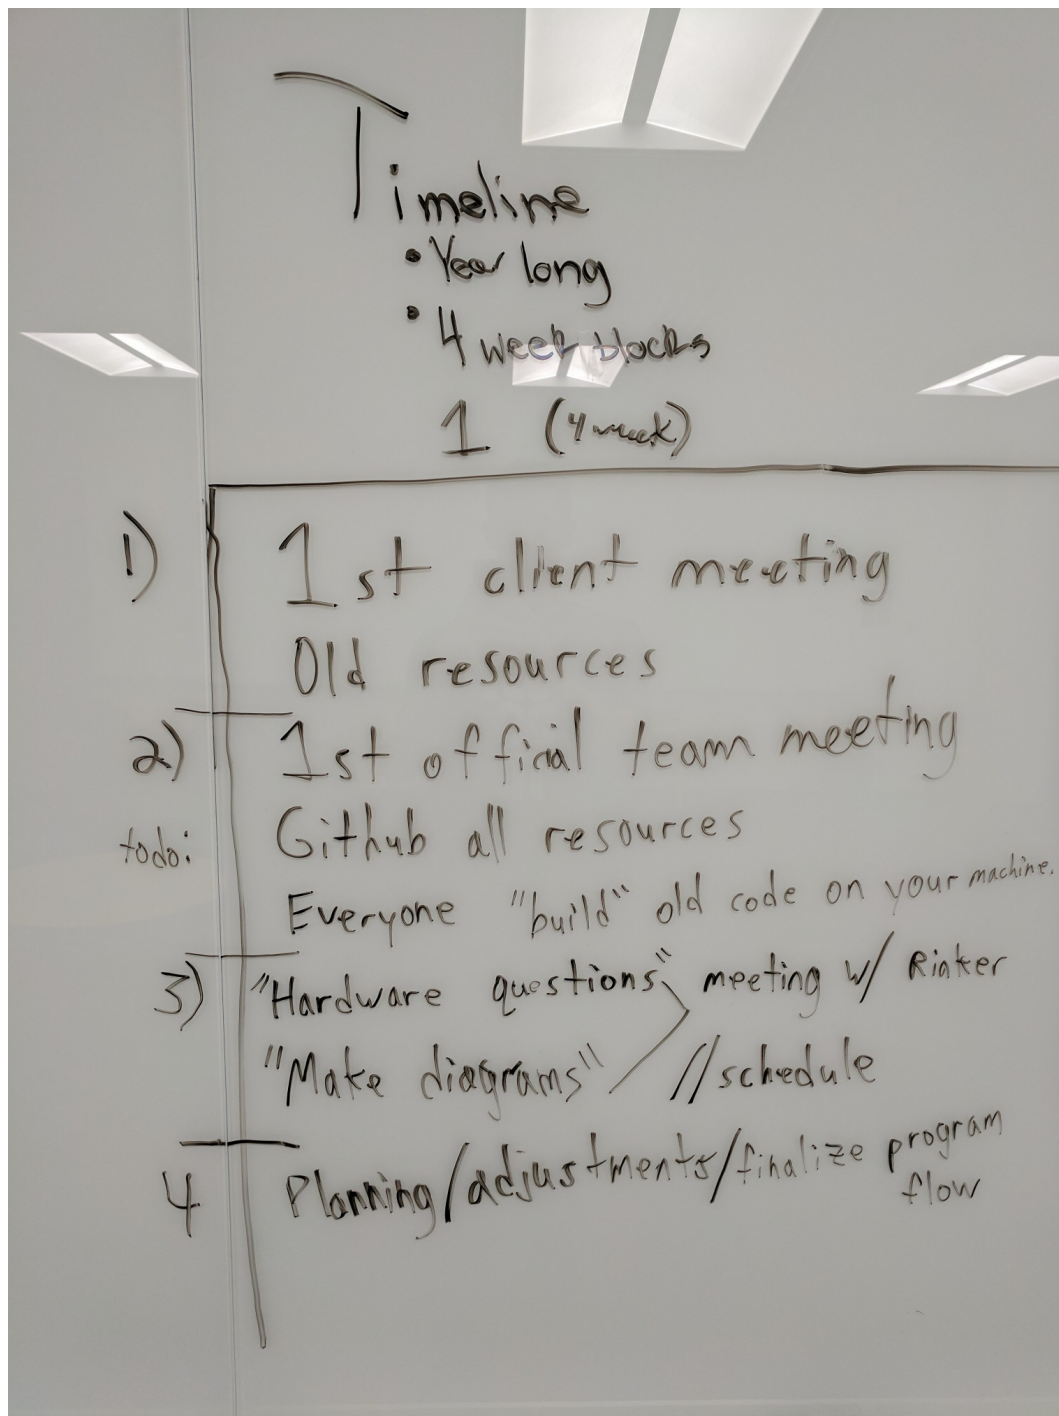 Timeline
• Year long
• 4 week blocks
1 (4 week)
1) 1st client meeting
Old resources
2) 1st official team meeting
todo: Github all resources
Everyone "build" old code on your machine.
3) "Hardware questions" meeting w/ Rinker
"Make diagrams" //schedule
4 Planning/adjustments/finalize program
flow